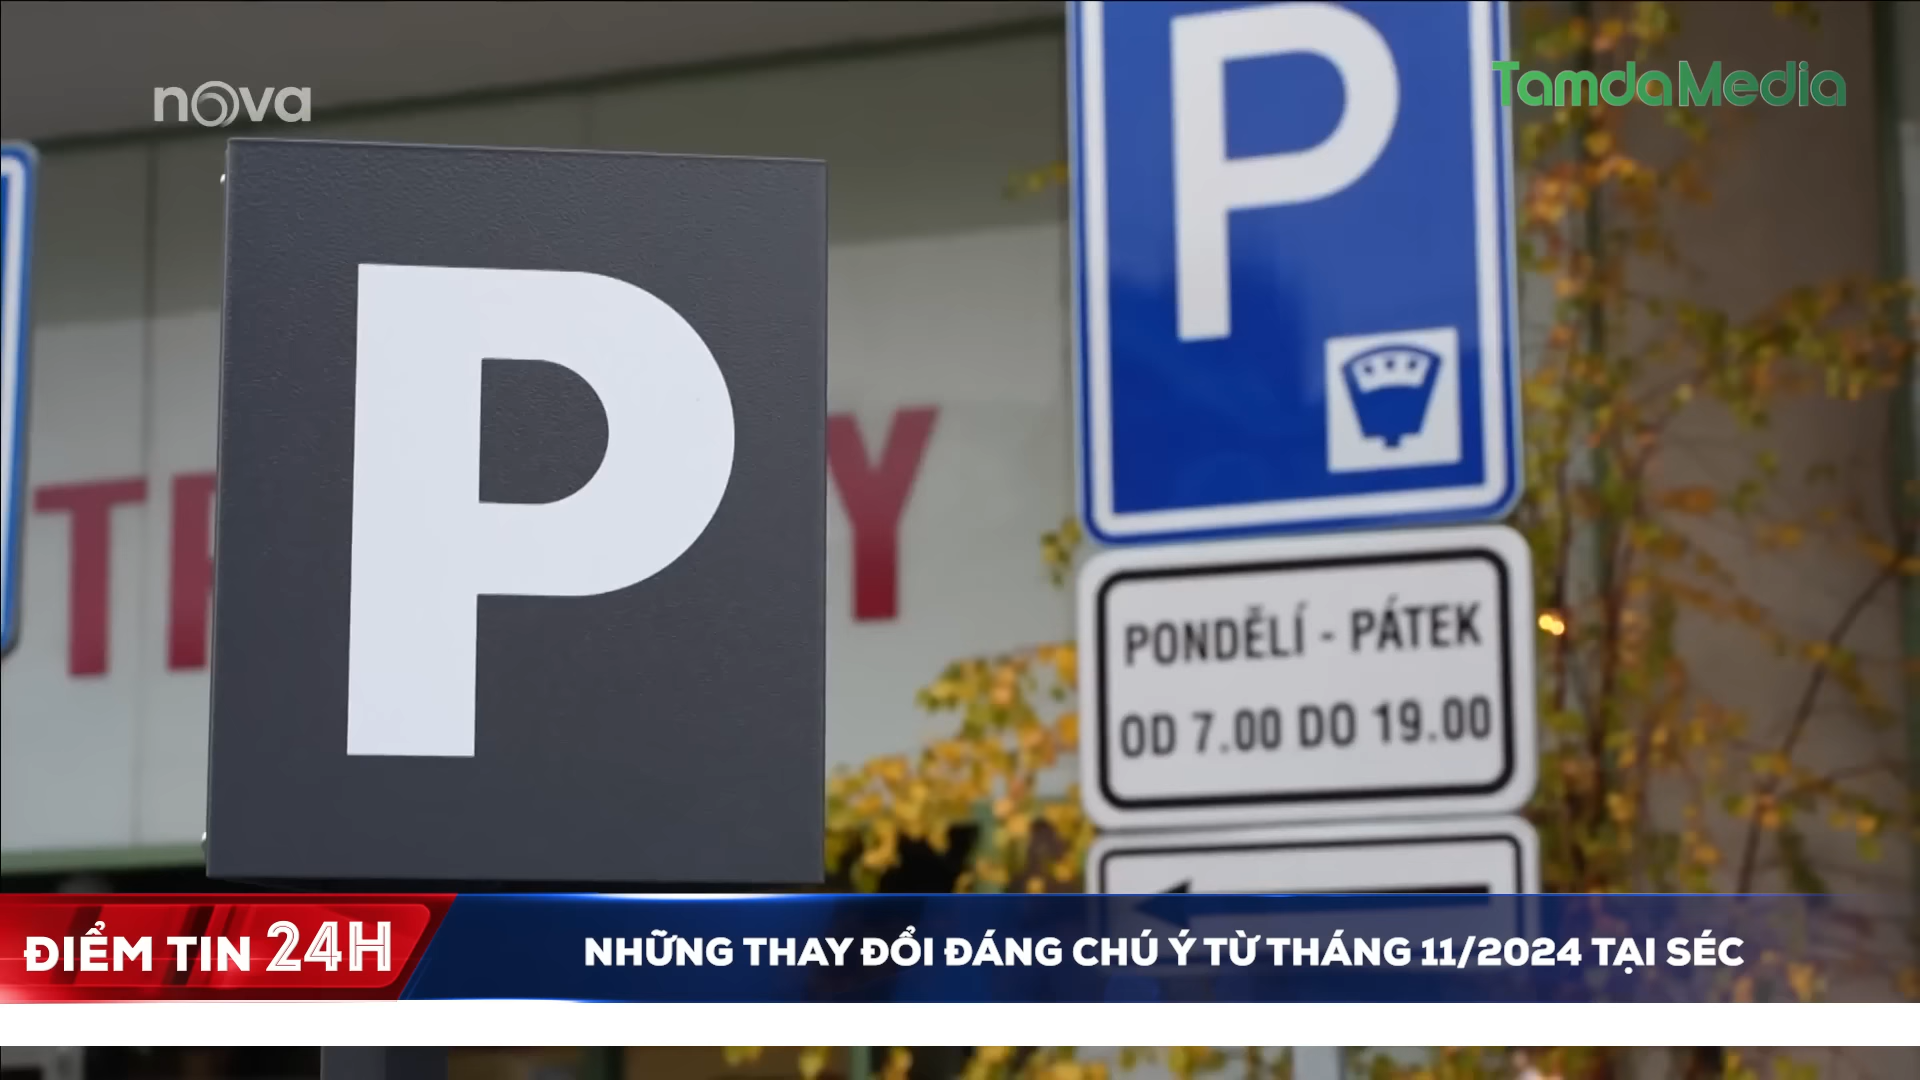 nova
TamdaMedia
P
P
PONDĚLÍ - PÁTEK
OD 7.00 DO 19.00
ĐIỂM TIN 24H
NHỮNG THAY ĐỔI ĐÁNG CHÚ Ý TỪ THÁNG 11/2024 TẠI SÉC